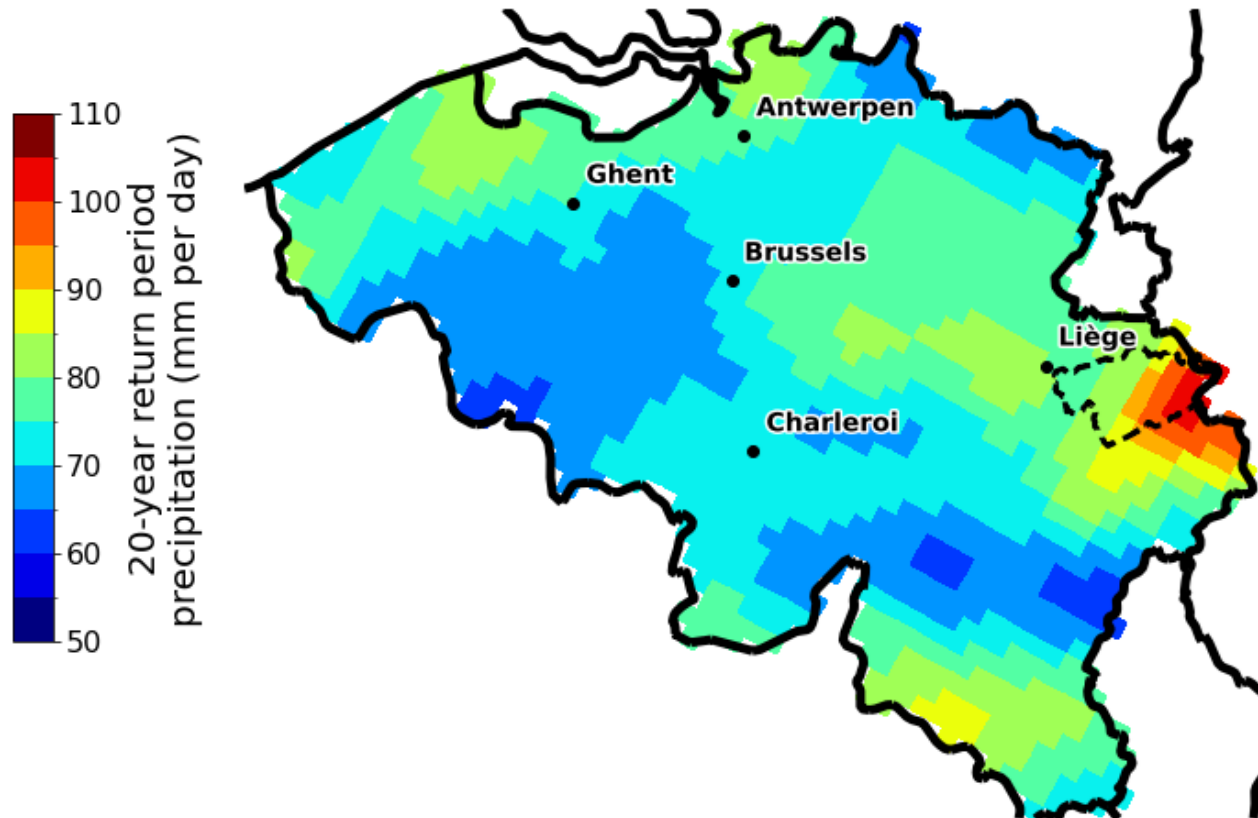 110
100
90
80
70
60
50
20-year return period
precipitation (mm per day)
Antwerpen
Ghent
Brussels
Liège
Charleroi